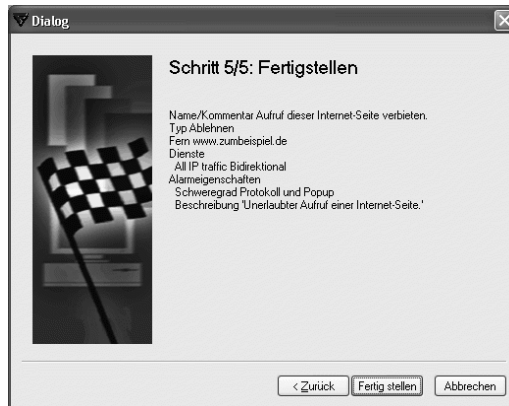 Dialog
Schritt 5/5: Fertigstellen
Name/Kommentar Aufruf dieser Internet-Seite verbieten.
Typ Ablehnen
Fern www.zumbeispiel.de
Dienste
All IP traffic Bidirektional
Alarmeigenschaften
Schweregrad Protokoll und Popup
Beschreibung 'Unerlaubter Aufruf einer Internet-Seite.'
< Zurück Fertig stellen Abbrechen